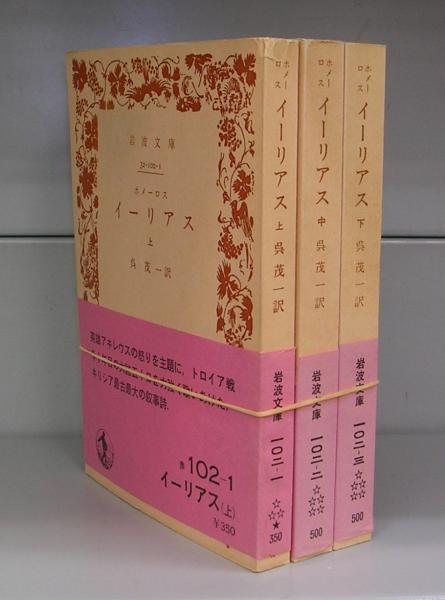 岩波文庫
32-102-1
ホメーロス
イーリアス
上
呉茂一訳
英雄アキレウスの怒りを主題に，トロイア戦
ギリシア最古最大の叙事詩．
赤 102-1
イーリアス(上)
￥350
ホメーロス
イーリアス 上 呉茂一訳
岩波文庫 一〇二-一
☆☆☆★
350
ホメーロス
イーリアス 中 呉茂一訳
岩波文庫 一〇二-二
☆☆☆☆☆
500
ホメーロス
イーリアス 下 呉茂一訳
岩波文庫 一〇二-三
☆☆☆☆☆
500